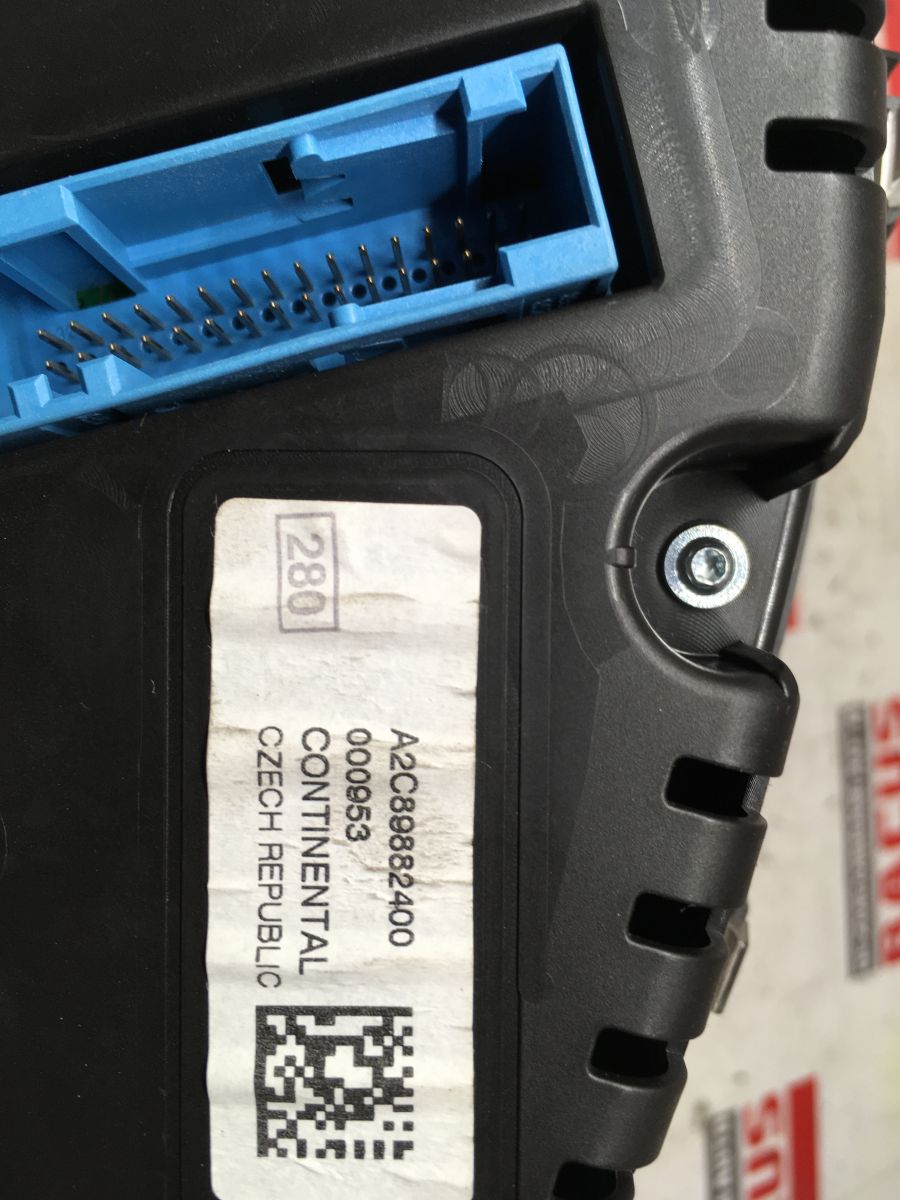 280
A2C89882400
000953
CONTINENTAL
CZECH REPUBLIC